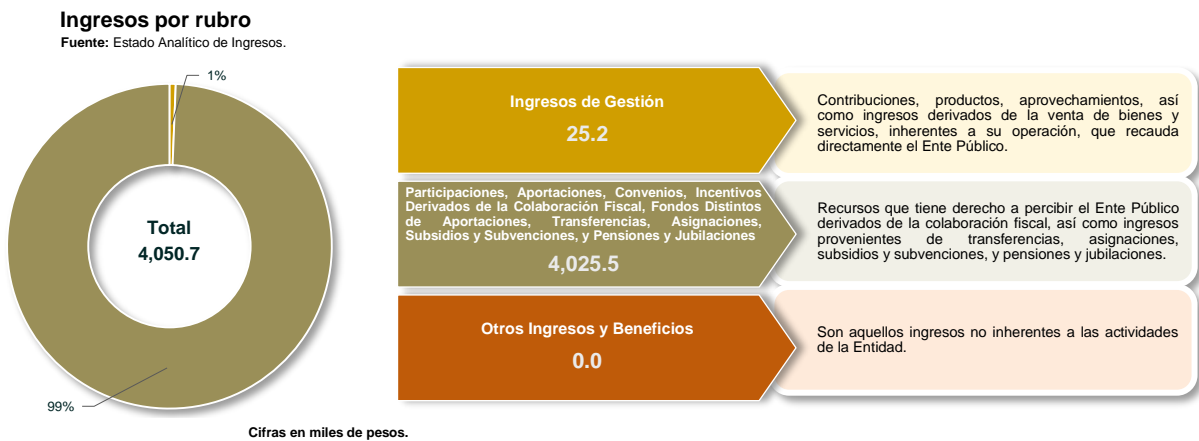 Ingresos por rubro
Fuente: Estado Analítico de Ingresos.
1%
Total
4,050.7
99%
Ingresos de Gestión
25.2
Contribuciones, productos, aprovechamientos, así
como ingresos derivados de la venta de bienes y
servicios, inherentes a su operación, que recauda
directamente el Ente Público.
Participaciones, Aportaciones, Convenios, Incentivos
Derivados de la Colaboración Fiscal, Fondos Distintos
de Aportaciones, Transferencias, Asignaciones,
Subsidios y Subvenciones, y Pensiones y Jubilaciones
4,025.5
Recursos que tiene derecho a percibir el Ente Público
derivados de la colaboración fiscal, así como ingresos
provenientes de transferencias, asignaciones,
subsidios y subvenciones, y pensiones y jubilaciones.
Otros Ingresos y Beneficios
0.0
Son aquellos ingresos no inherentes a las actividades
de la Entidad.
Cifras en miles de pesos.